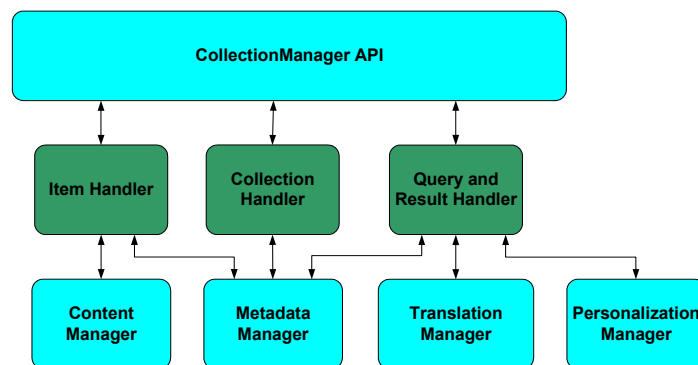 CollectionManager API
Item Handler
Collection
Handler
Query and
Result Handler
Content
Manager
Metadata
Manager
Translation
Manager
Personalization
Manager